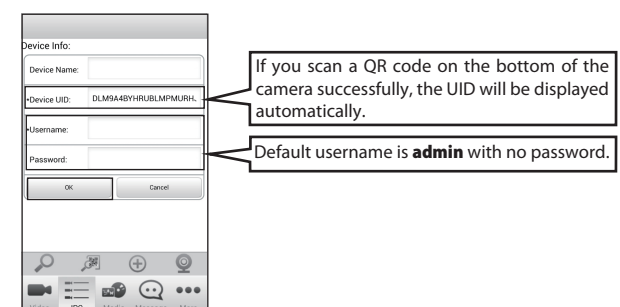 Device Info:
Device Name:
•Device UID: DLM9A4BYHRUBLMPMURH.
•Username:
Password:
OK Cancel
If you scan a QR code on the bottom of the
camera successfully, the UID will be displayed
automatically.
Default username is admin with no password.